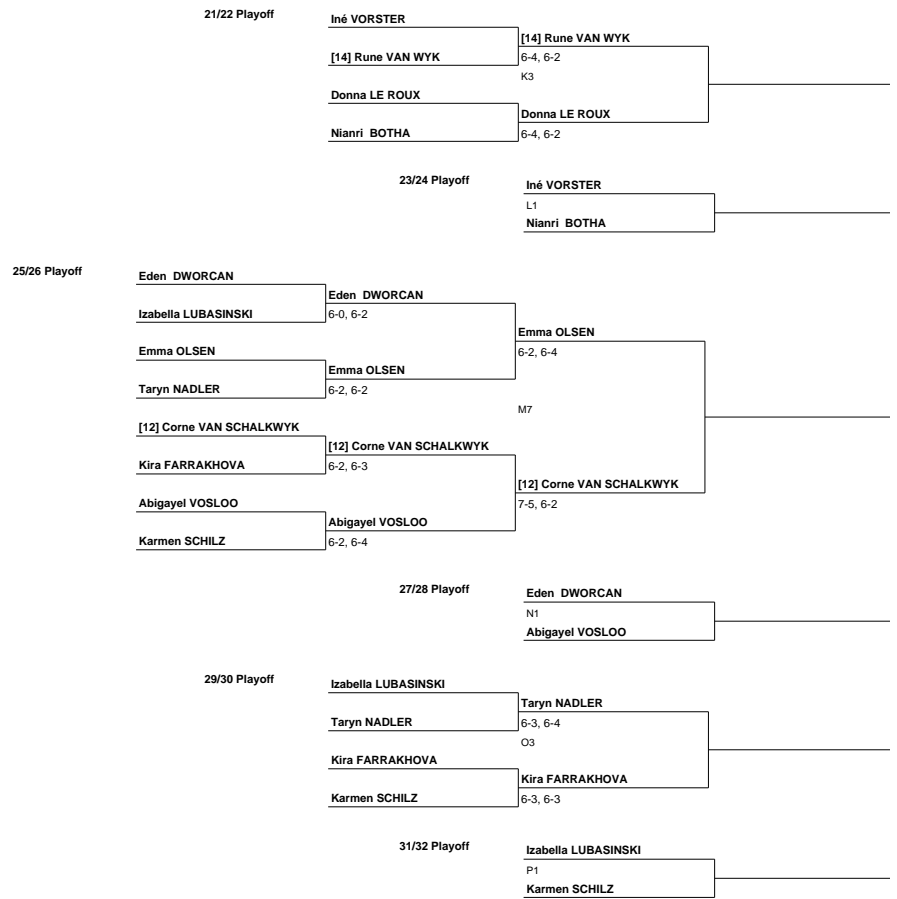 21/22 Playoff
Iné VORSTER
[14] Rune VAN WYK
[14] Rune VAN WYK
6-4, 6-2
K3
Donna LE ROUX
Donna LE ROUX
Nianri BOTHA
6-4, 6-2
23/24 Playoff
Iné VORSTER
L1
Nianri BOTHA
25/26 Playoff
Eden DWORCAN
Eden DWORCAN
Izabella LUBASINSKI
6-0, 6-2
Emma OLSEN
Emma OLSEN
6-2, 6-4
Emma OLSEN
Taryn NADLER
6-2, 6-2
M7
[12] Corne VAN SCHALKWYK
[12] Corne VAN SCHALKWYK
Kira FARRAKHOVA
6-2, 6-3
[12] Corne VAN SCHALKWYK
7-5, 6-2
Abigayel VOSLOO
Abigayel VOSLOO
Karmen SCHILZ
6-2, 6-4
27/28 Playoff
Eden DWORCAN
N1
Abigayel VOSLOO
29/30 Playoff
Izabella LUBASINSKI
Taryn NADLER
Taryn NADLER
6-3, 6-4
O3
Kira FARRAKHOVA
Kira FARRAKHOVA
Karmen SCHILZ
6-3, 6-3
31/32 Playoff
Izabella LUBASINSKI
P1
Karmen SCHILZ